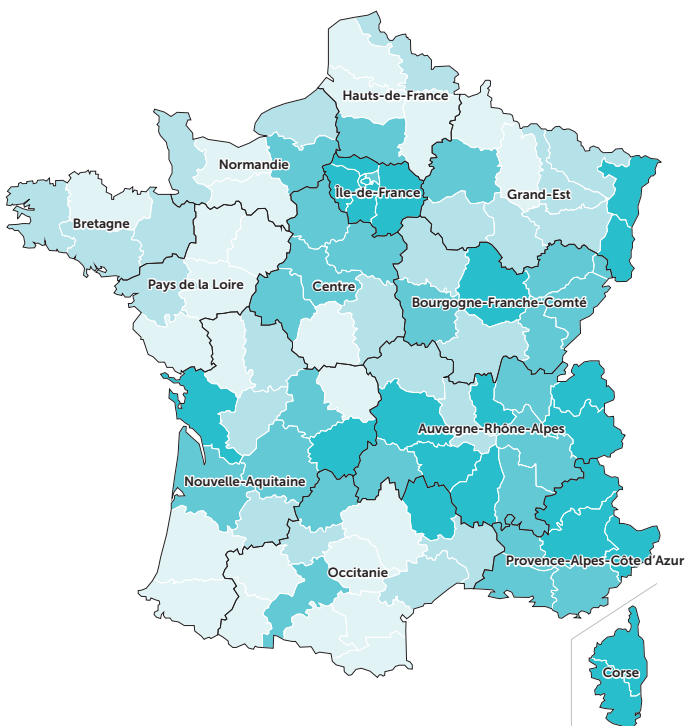 Hauts-de-France
Normandie
Île-de-France
Grand-Est
Bretagne
Pays de la Loire
Centre
Bourgogne-Franche-Comté
Auvergne-Rhône-Alpes
Nouvelle-Aquitaine
Provence-Alpes-Côte d'Azur
Occitanie
Corse